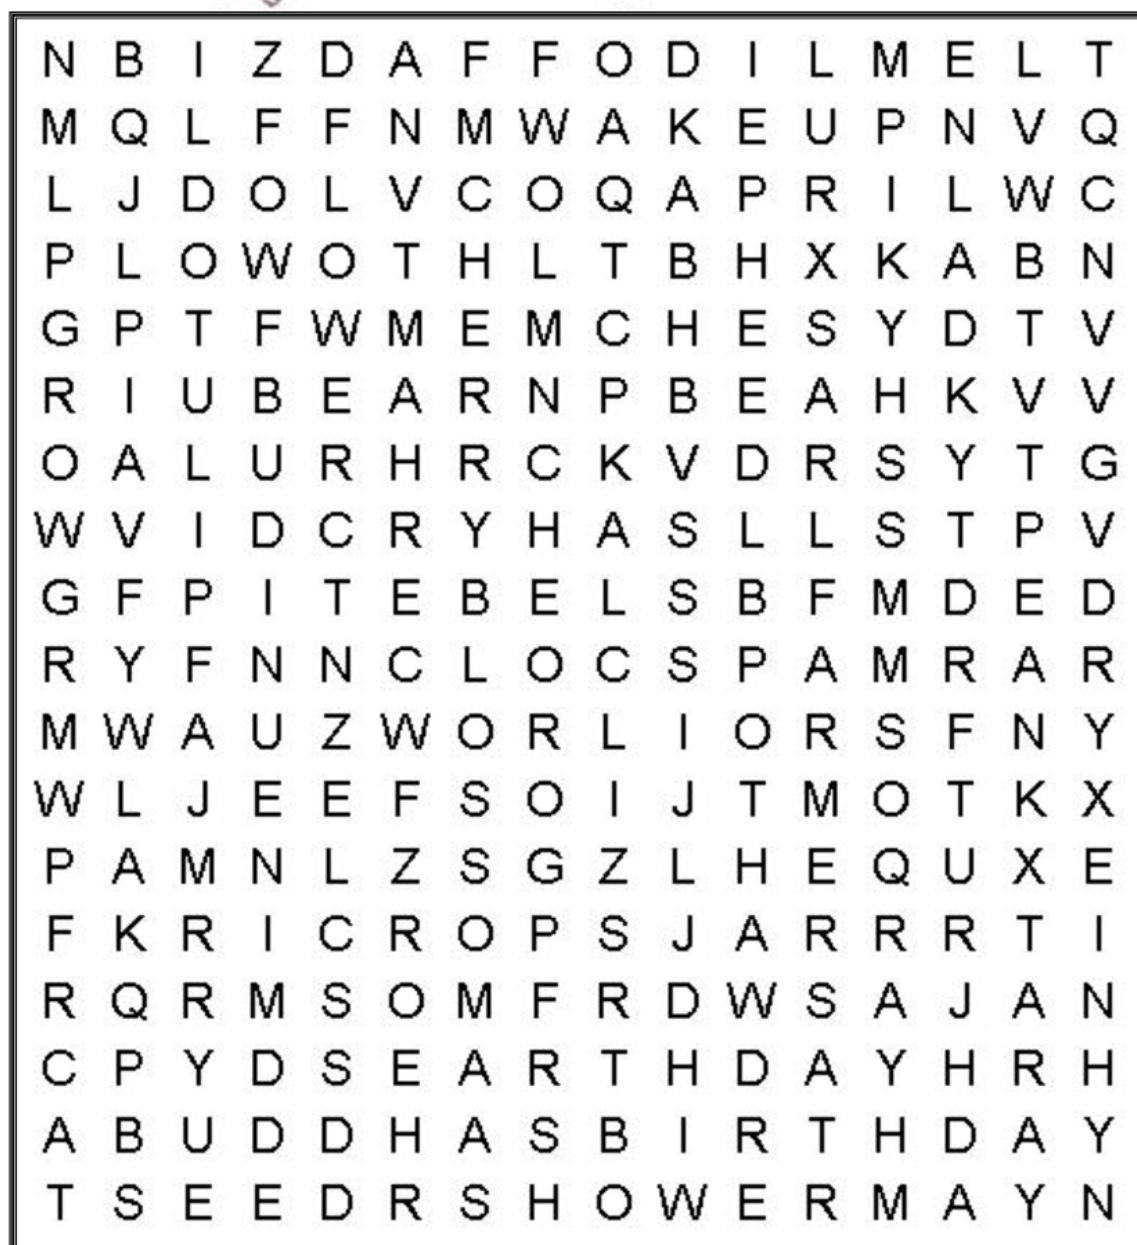 N B I Z D A F F O D I L M E L T
M Q L F F N M W A K E U P N V Q
L J D O L V C O Q A P R I L W C
P L O W O T H L T B H X K A B N
G P T F W M E M C H E S Y D T V
R I U B E A R N P B E A H K V V
O A L U R H R C K V D R S Y T G
W V I D C R Y H A S L L S T P V
G F P I T E B E L S B F M D E D
R Y F N N C L O C S P A M R A R
M W A U Z W O R L I O R S F N Y
W L J E E F S O I J T M O T K X
P A M N L Z S G Z L H E Q U X E
F K R I C R O P S J A R R R T I
R Q R M S O M F R D W S A J A N
C P Y D S E A R T H D A Y H R H
A B U D D H A S B I R T H D A Y
T S E E D R S H O W E R M A Y N